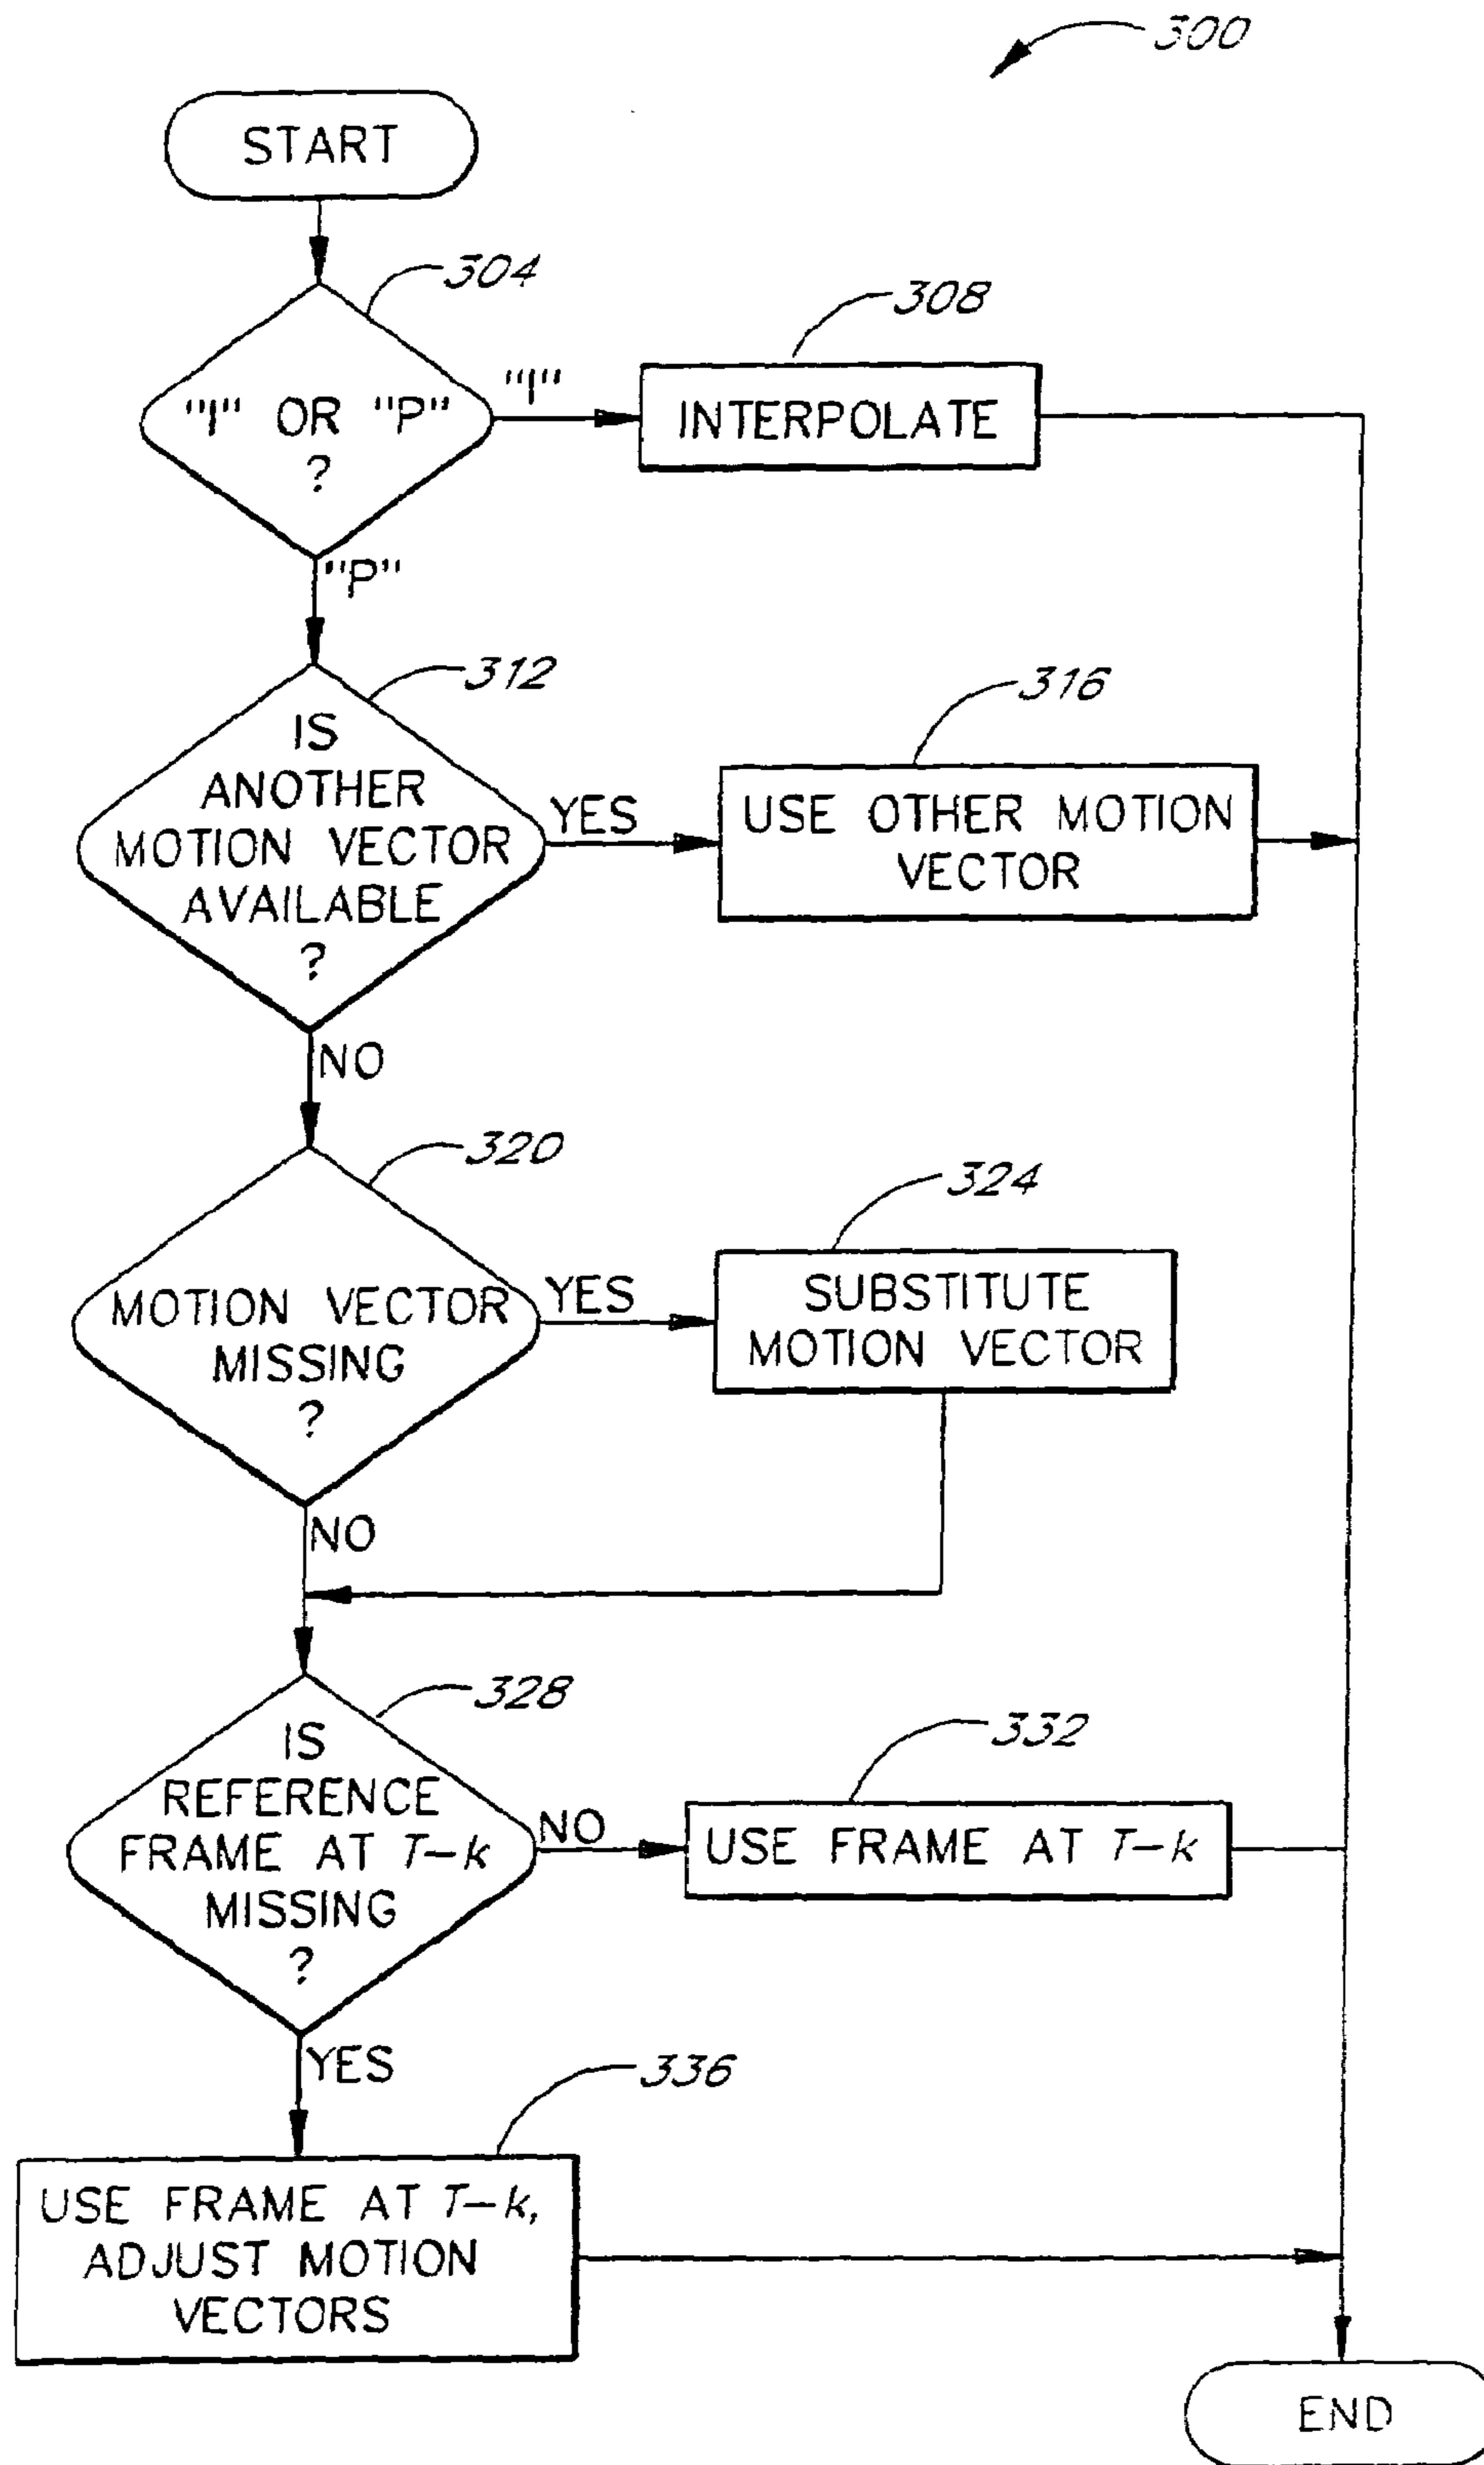 300
START
304
"I" OR "P"
?
"I"
308
INTERPOLATE
"P"
312
IS
ANOTHER
MOTION VECTOR
AVAILABLE
?
YES
316
USE OTHER MOTION
VECTOR
NO
320
MOTION VECTOR
MISSING
?
YES
324
SUBSTITUTE
MOTION VECTOR
NO
328
IS
REFERENCE
FRAME AT T-k
MISSING
?
NO
332
USE FRAME AT T-k
YES
336
USE FRAME AT T-k,
ADJUST MOTION
VECTORS
END